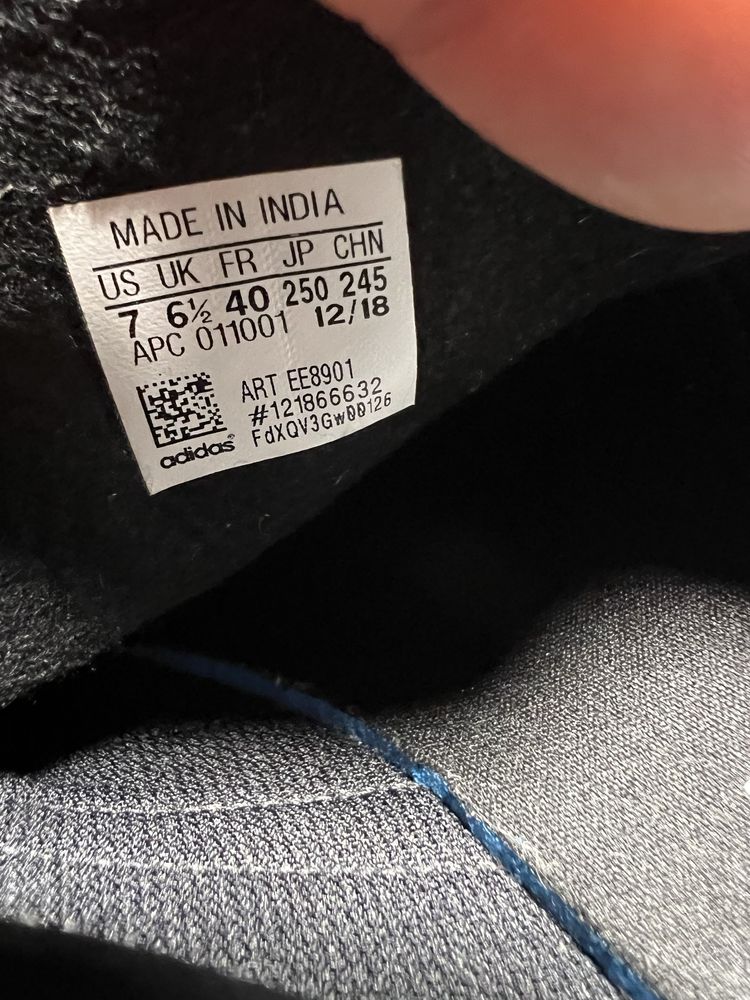 MADE IN INDIA
US UK FR JP CHN
7 6½ 40 250 245
APC 011001 12/18
ART EE8901
#121866632
FdXQV3Gw00126
adidas®